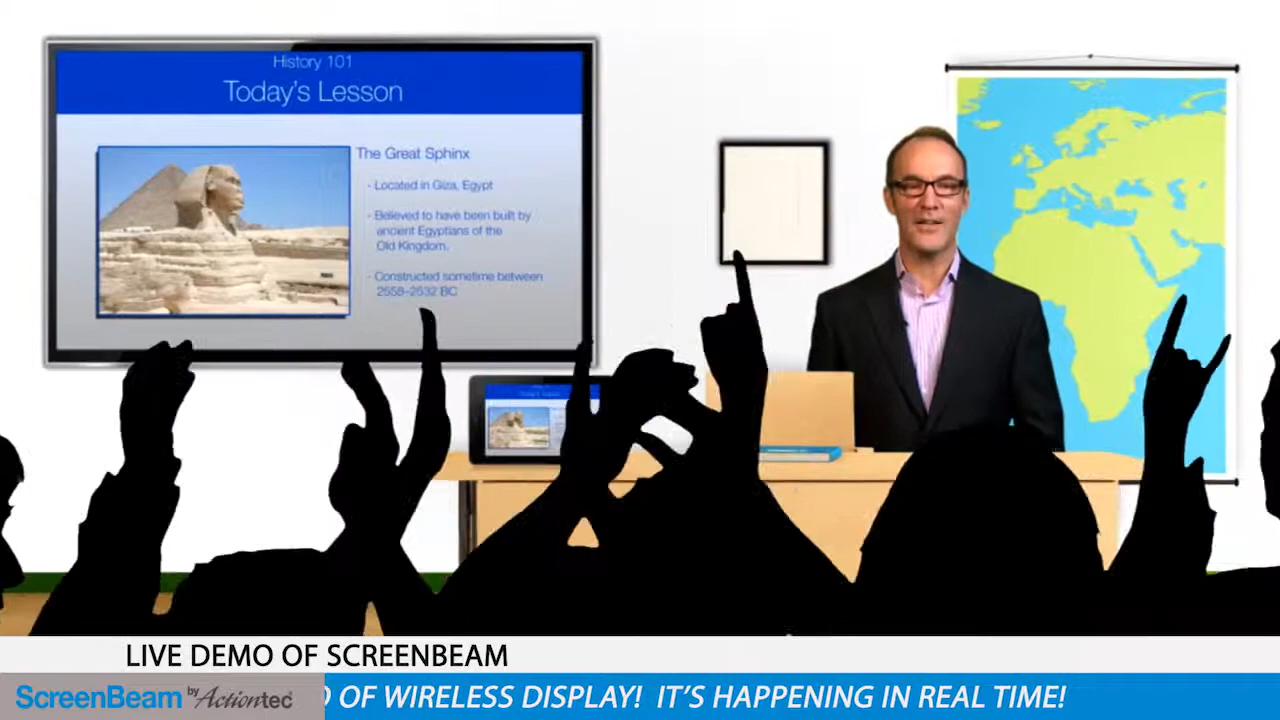 History 101
Today's Lesson
The Great Sphinx
- Located in Giza, Egypt
- Believed to have been built by
ancient Egyptians of the
Old Kingdom.
- Constructed sometime between
2558–2532 BC
LIVE DEMO OF SCREENBEAM
ScreenBeam by Actiontec
O OF WIRELESS DISPLAY! IT'S HAPPENING IN REAL TIME!